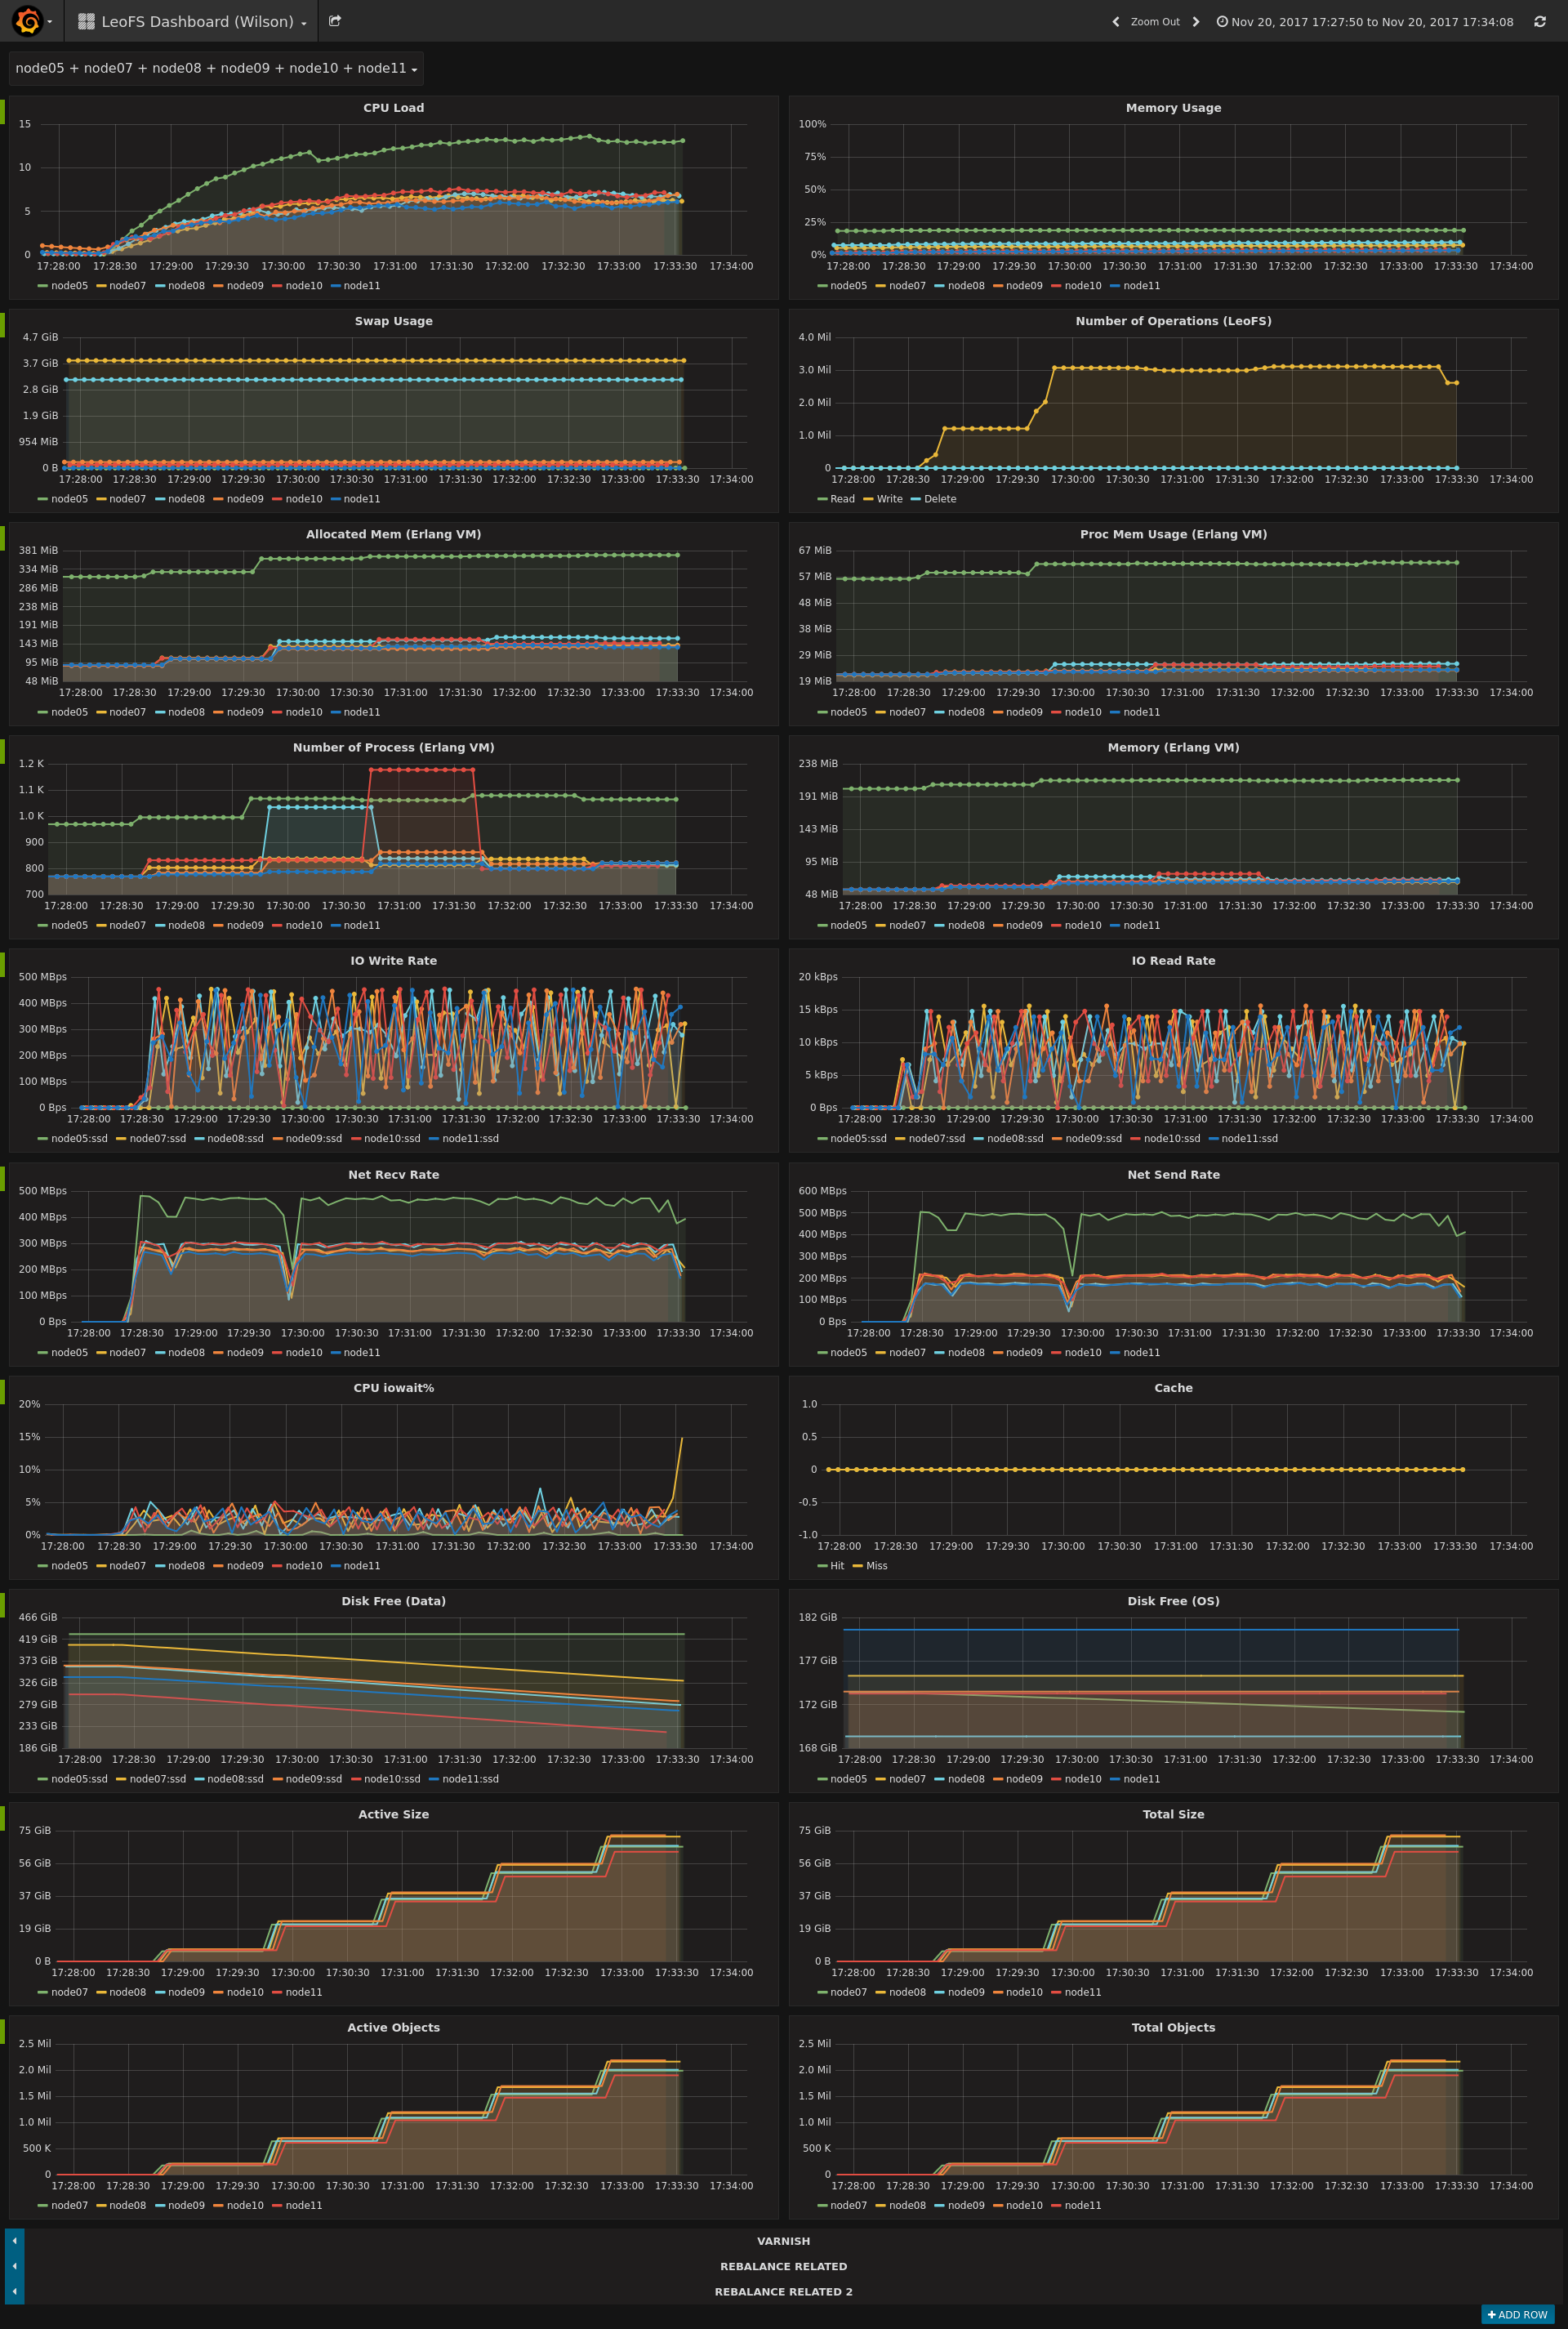 LeoFS Dashboard (Wilson)
Zoom Out
Nov 20, 2017 17:27:50 to Nov 20, 2017 17:34:08
node05 + node07 + node08 + node09 + node10 + node11
CPU Load
15
10
5
0
17:28:00 17:28:30 17:29:00 17:29:30 17:30:00 17:30:30 17:31:00 17:31:30 17:32:00 17:32:30 17:33:00 17:33:30 17:34:00
node05 node07 node08 node09 node10 node11
Memory Usage
100%
75%
50%
25%
0%
17:28:00 17:28:30 17:29:00 17:29:30 17:30:00 17:30:30 17:31:00 17:31:30 17:32:00 17:32:30 17:33:00 17:33:30 17:34:00
node05 node07 node08 node09 node10 node11
Swap Usage
4.7 GiB
3.7 GiB
2.8 GiB
1.9 GiB
954 MiB
0 B
17:28:00 17:28:30 17:29:00 17:29:30 17:30:00 17:30:30 17:31:00 17:31:30 17:32:00 17:32:30 17:33:00 17:33:30 17:34:00
node05 node07 node08 node09 node10 node11
Number of Operations (LeoFS)
4.0 Mil
3.0 Mil
2.0 Mil
1.0 Mil
0
17:28:00 17:28:30 17:29:00 17:29:30 17:30:00 17:30:30 17:31:00 17:31:30 17:32:00 17:32:30 17:33:00 17:33:30 17:34:00
Read Write Delete
Allocated Mem (Erlang VM)
381 MiB
334 MiB
286 MiB
238 MiB
191 MiB
143 MiB
95 MiB
48 MiB
17:28:00 17:28:30 17:29:00 17:29:30 17:30:00 17:30:30 17:31:00 17:31:30 17:32:00 17:32:30 17:33:00 17:33:30 17:34:00
node05 node07 node08 node09 node10 node11
Proc Mem Usage (Erlang VM)
67 MiB
57 MiB
48 MiB
38 MiB
29 MiB
19 MiB
17:28:00 17:28:30 17:29:00 17:29:30 17:30:00 17:30:30 17:31:00 17:31:30 17:32:00 17:32:30 17:33:00 17:33:30 17:34:00
node05 node07 node08 node09 node10 node11
Number of Process (Erlang VM)
1.2 K
1.1 K
1.0 K
900
800
700
17:28:00 17:28:30 17:29:00 17:29:30 17:30:00 17:30:30 17:31:00 17:31:30 17:32:00 17:32:30 17:33:00 17:33:30 17:34:00
node05 node07 node08 node09 node10 node11
Memory (Erlang VM)
238 MiB
191 MiB
143 MiB
95 MiB
48 MiB
17:28:00 17:28:30 17:29:00 17:29:30 17:30:00 17:30:30 17:31:00 17:31:30 17:32:00 17:32:30 17:33:00 17:33:30 17:34:00
node05 node07 node08 node09 node10 node11
IO Write Rate
500 MBps
400 MBps
300 MBps
200 MBps
100 MBps
0 Bps
17:28:00 17:28:30 17:29:00 17:29:30 17:30:00 17:30:30 17:31:00 17:31:30 17:32:00 17:32:30 17:33:00 17:33:30 17:34:00
node05:ssd node07:ssd node08:ssd node09:ssd node10:ssd node11:ssd
IO Read Rate
20 kBps
15 kBps
10 kBps
5 kBps
0 Bps
17:28:00 17:28:30 17:29:00 17:29:30 17:30:00 17:30:30 17:31:00 17:31:30 17:32:00 17:32:30 17:33:00 17:33:30 17:34:00
node05:ssd node07:ssd node08:ssd node09:ssd node10:ssd node11:ssd
Net Recv Rate
500 MBps
400 MBps
300 MBps
200 MBps
100 MBps
0 Bps
17:28:00 17:28:30 17:29:00 17:29:30 17:30:00 17:30:30 17:31:00 17:31:30 17:32:00 17:32:30 17:33:00 17:33:30 17:34:00
node05 node07 node08 node09 node10 node11
Net Send Rate
600 MBps
500 MBps
400 MBps
300 MBps
200 MBps
100 MBps
0 Bps
17:28:00 17:28:30 17:29:00 17:29:30 17:30:00 17:30:30 17:31:00 17:31:30 17:32:00 17:32:30 17:33:00 17:33:30 17:34:00
node05 node07 node08 node09 node10 node11
CPU iowait%
20%
15%
10%
5%
0%
17:28:00 17:28:30 17:29:00 17:29:30 17:30:00 17:30:30 17:31:00 17:31:30 17:32:00 17:32:30 17:33:00 17:33:30 17:34:00
node05 node07 node08 node09 node10 node11
Cache
1.0
0.5
0
-0.5
-1.0
17:28:00 17:28:30 17:29:00 17:29:30 17:30:00 17:30:30 17:31:00 17:31:30 17:32:00 17:32:30 17:33:00 17:33:30 17:34:00
Hit Miss
Disk Free (Data)
466 GiB
419 GiB
373 GiB
326 GiB
279 GiB
233 GiB
186 GiB
17:28:00 17:28:30 17:29:00 17:29:30 17:30:00 17:30:30 17:31:00 17:31:30 17:32:00 17:32:30 17:33:00 17:33:30 17:34:00
node05:ssd node07:ssd node08:ssd node09:ssd node10:ssd node11:ssd
Disk Free (OS)
182 GiB
177 GiB
172 GiB
168 GiB
17:28:00 17:28:30 17:29:00 17:29:30 17:30:00 17:30:30 17:31:00 17:31:30 17:32:00 17:32:30 17:33:00 17:33:30 17:34:00
node05 node07 node08 node09 node10 node11
Active Size
75 GiB
56 GiB
37 GiB
19 GiB
0 B
17:28:00 17:28:30 17:29:00 17:29:30 17:30:00 17:30:30 17:31:00 17:31:30 17:32:00 17:32:30 17:33:00 17:33:30 17:34:00
node07 node08 node09 node10 node11
Total Size
75 GiB
56 GiB
37 GiB
19 GiB
0 B
17:28:00 17:28:30 17:29:00 17:29:30 17:30:00 17:30:30 17:31:00 17:31:30 17:32:00 17:32:30 17:33:00 17:33:30 17:34:00
node07 node08 node09 node10 node11
Active Objects
2.5 Mil
2.0 Mil
1.5 Mil
1.0 Mil
500 K
0
17:28:00 17:28:30 17:29:00 17:29:30 17:30:00 17:30:30 17:31:00 17:31:30 17:32:00 17:32:30 17:33:00 17:33:30 17:34:00
node07 node08 node09 node10 node11
Total Objects
2.5 Mil
2.0 Mil
1.5 Mil
1.0 Mil
500 K
0
17:28:00 17:28:30 17:29:00 17:29:30 17:30:00 17:30:30 17:31:00 17:31:30 17:32:00 17:32:30 17:33:00 17:33:30 17:34:00
node07 node08 node09 node10 node11
VARNISH
REBALANCE RELATED
REBALANCE RELATED 2
ADD ROW